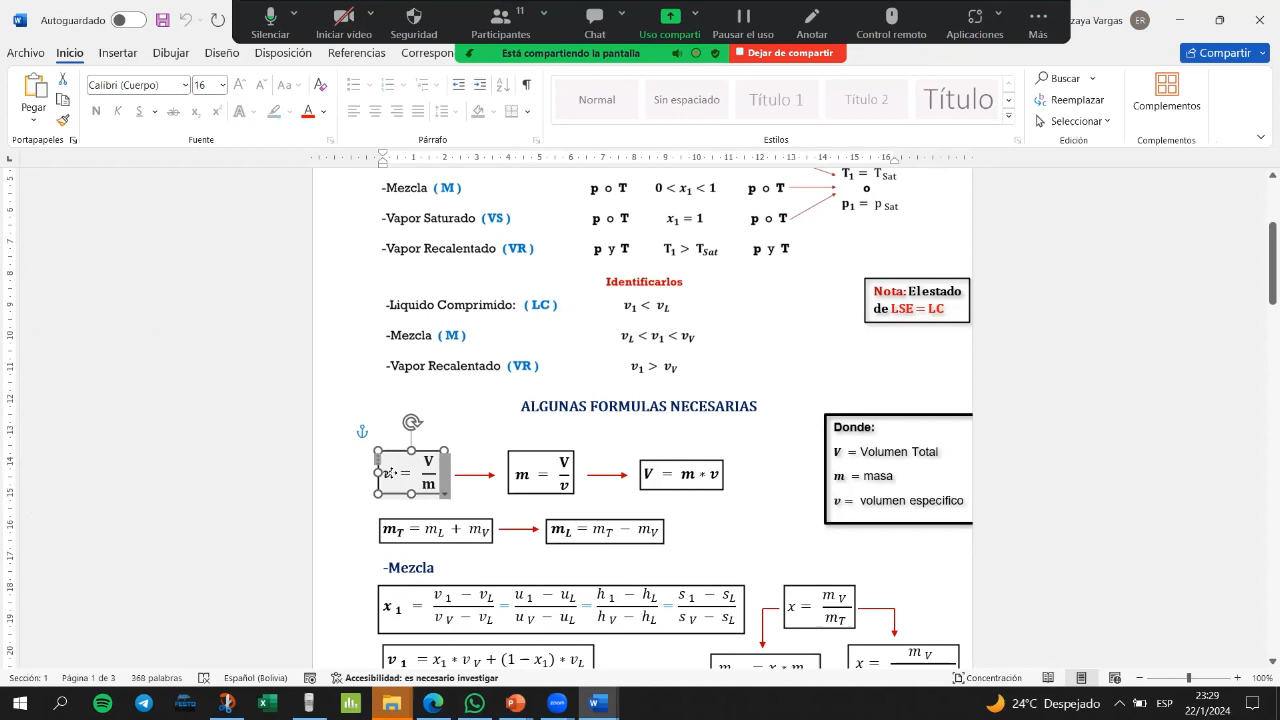 Autoguardado
Silenciar
Iniciar vídeo
Seguridad
11
Participantes
Chat
Uso comparti
Pausar el uso
Anotar
Control remoto
Aplicaciones
Más
zaya Vargas
ER
Archivo Inicio Insertar Dibujar Diseño Disposición Referencias Correspon
Está compartiendo la pantalla
Dejar de compartir
Compartir
Pegar
Calibri (Cuerpo)
16
N K S
Normal
Sin espaciado
Título 1
Título 2
Título
Buscar
Reemplazar
Seleccionar
Complementos
Portapapeles
Fuente
Párrafo
Estilos
Edición
Complementos
T₁ = T Sat
-Mezcla ( M ) p o T 0 < x₁ < 1 p o T o
p₁ = p Sat
-Vapor Saturado ( VS ) p o T x₁ = 1 p o T
-Vapor Recalentado ( VR ) p y T T₁ > T Sat p y T
Identificarlos
-Liquido Comprimido: ( LC ) v₁ < v_L
Nota: El estado
de LSE = LC
-Mezcla ( M ) v_L < v₁ < v_V
-Vapor Recalentado ( VR ) v₁ > v_V
ALGUNAS FORMULAS NECESARIAS
v = V/m
m = V/v
V = m * v
Donde:
V = Volumen Total
m = masa
v = volumen específico
m_T = m_L + m_V
m_L = m_T − m_V
-Mezcla
x₁ = (v₁ − v_L)/(v_V − v_L) = (u₁ − u_L)/(u_V − u_L) = (h₁ − h_L)/(h_V − h_L) = (s₁ − s_L)/(s_V − s_L)
x = m_V/m_T
v₁ = x₁ * v_V + (1 − x₁) * v_L
x = m_V
Sección: 1 Página 1 de 3 368 palabras Español (Bolivia) Accesibilidad: es necesario investigar
Concentración
100%
24°C Despejado
ESP
23:29
22/1/2024